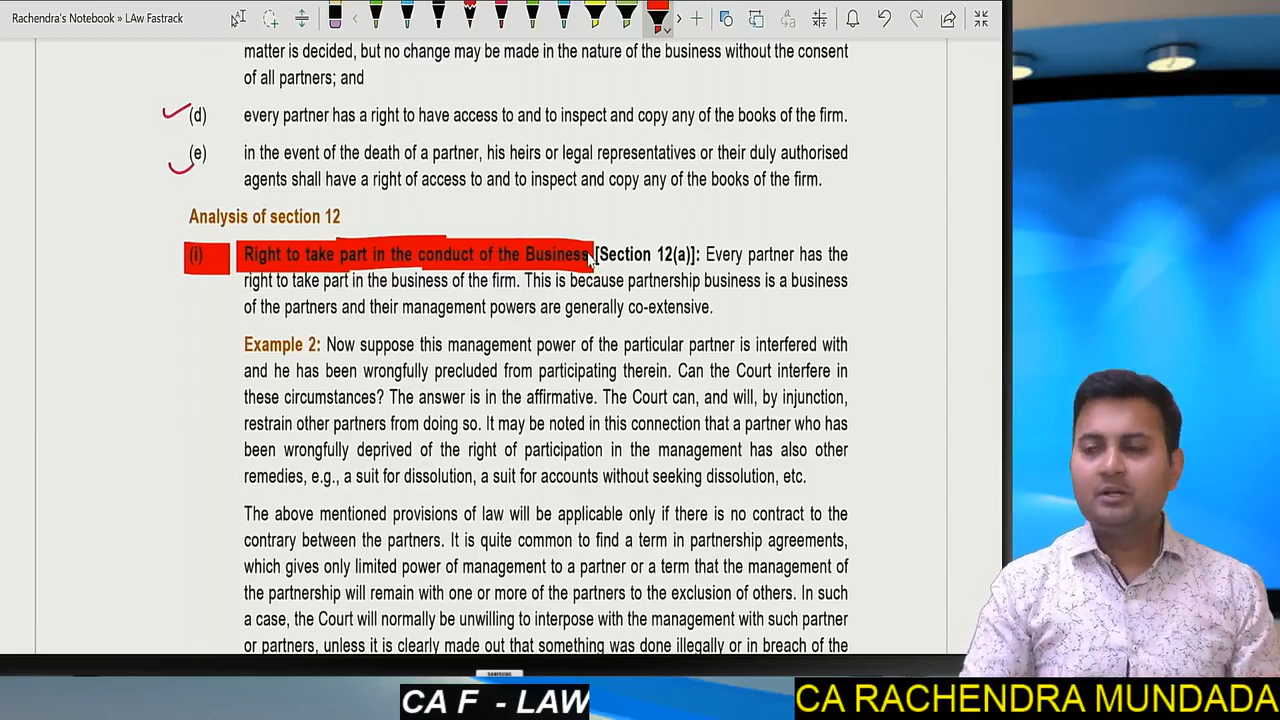 Rachendra's Notebook » LAw Fastrack
matter is decided, but no change may be made in the nature of the business without the consent
of all partners; and
(d) every partner has a right to have access to and to inspect and copy any of the books of the firm.
(e) in the event of the death of a partner, his heirs or legal representatives or their duly authorised
agents shall have a right of access to and to inspect and copy any of the books of the firm.
Analysis of section 12
(i) Right to take part in the conduct of the Business [Section 12(a)]: Every partner has the
right to take part in the business of the firm. This is because partnership business is a business
of the partners and their management powers are generally co-extensive.
Example 2: Now suppose this management power of the particular partner is interfered with
and he has been wrongfully precluded from participating therein. Can the Court interfere in
these circumstances? The answer is in the affirmative. The Court can, and will, by injunction,
restrain other partners from doing so. It may be noted in this connection that a partner who has
been wrongfully deprived of the right of participation in the management has also other
remedies, e.g., a suit for dissolution, a suit for accounts without seeking dissolution, etc.
The above mentioned provisions of law will be applicable only if there is no contract to the
contrary between the partners. It is quite common to find a term in partnership agreements,
which gives only limited power of management to a partner or a term that the management of
the partnership will remain with one or more of the partners to the exclusion of others. In such
a case, the Court will normally be unwilling to interpose with the management with such partner
or partners, unless it is clearly made out that something was done illegally or in breach of the
SAMSUNG
CA F - LAW
CA RACHENDRA MUNDADA